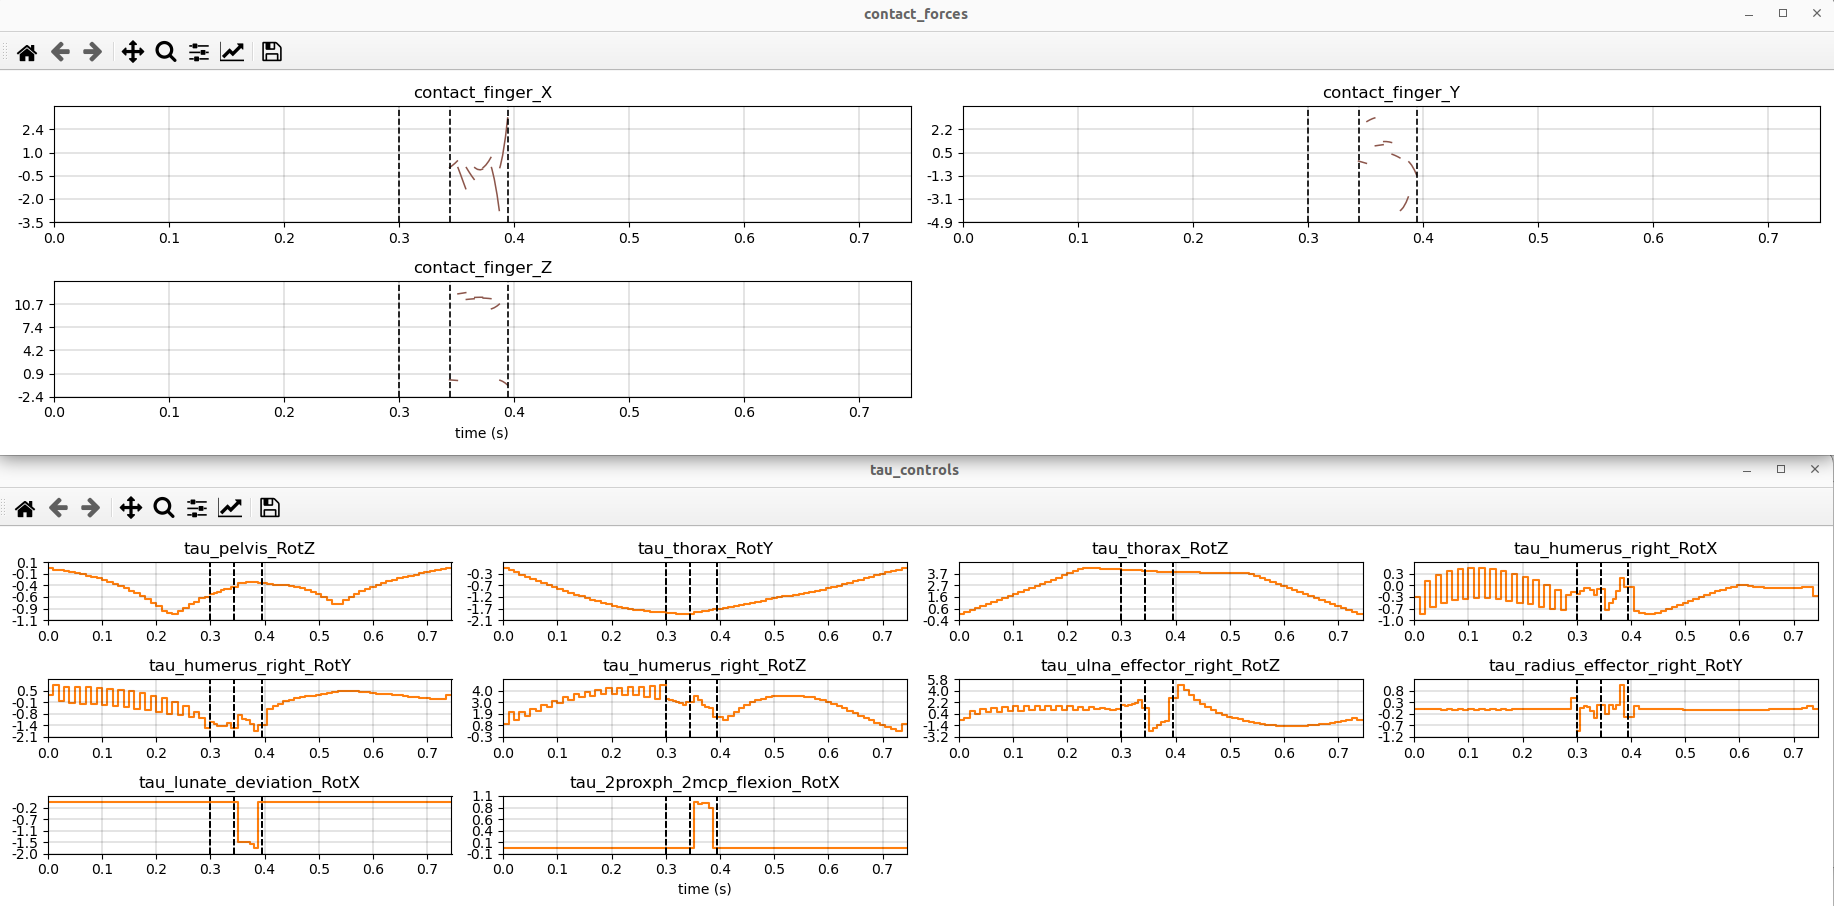 contact_forces
contact_finger_X
contact_finger_Y
2.4
1.0
-0.5
-2.0
-3.5
0.0 0.1 0.2 0.3 0.4 0.5 0.6 0.7
2.2
0.5
-1.3
-3.1
-4.9
0.0 0.1 0.2 0.3 0.4 0.5 0.6 0.7
contact_finger_Z
10.7
7.4
4.2
0.9
-2.4
0.0 0.1 0.2 0.3 0.4 0.5 0.6 0.7
time (s)
tau_controls
tau_pelvis_RotZ
0.1
-0.1
-0.4
-0.6
-0.9
-1.1
0.0 0.1 0.2 0.3 0.4 0.5 0.6 0.7
tau_thorax_RotY
-0.3
-0.7
-1.2
-1.7
-2.1
0.0 0.1 0.2 0.3 0.4 0.5 0.6 0.7
tau_thorax_RotZ
3.7
2.7
1.6
0.6
-0.4
0.0 0.1 0.2 0.3 0.4 0.5 0.6 0.7
tau_humerus_right_RotX
0.3
0.0
-0.3
-0.7
-1.0
0.0 0.1 0.2 0.3 0.4 0.5 0.6 0.7
tau_humerus_right_RotY
0.5
-0.1
-0.8
-1.4
-2.1
0.0 0.1 0.2 0.3 0.4 0.5 0.6 0.7
tau_humerus_right_RotZ
4.0
3.0
1.9
0.8
-0.3
0.0 0.1 0.2 0.3 0.4 0.5 0.6 0.7
tau_ulna_effector_right_RotZ
5.8
4.0
2.2
0.4
-1.4
-3.2
0.0 0.1 0.2 0.3 0.4 0.5 0.6 0.7
tau_radius_effector_right_RotY
0.8
0.3
-0.2
-0.7
-1.2
0.0 0.1 0.2 0.3 0.4 0.5 0.6 0.7
tau_lunate_deviation_RotX
-0.2
-0.7
-1.1
-1.5
-2.0
0.0 0.1 0.2 0.3 0.4 0.5 0.6 0.7
tau_2proxph_2mcp_flexion_RotX
1.1
0.8
0.6
0.4
0.1
-0.1
0.0 0.1 0.2 0.3 0.4 0.5 0.6 0.7
time (s)